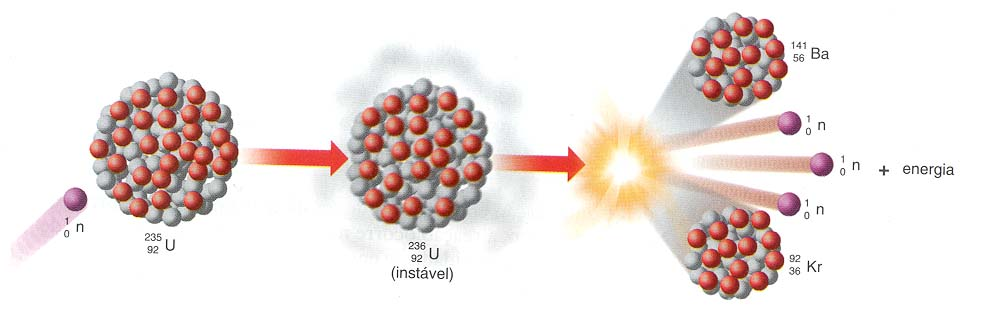 1
0 n
235
92 U
236
92 U
(instável)
141
56 Ba
1
0 n
1
0 n
+ energia
1
0 n
92
36 Kr